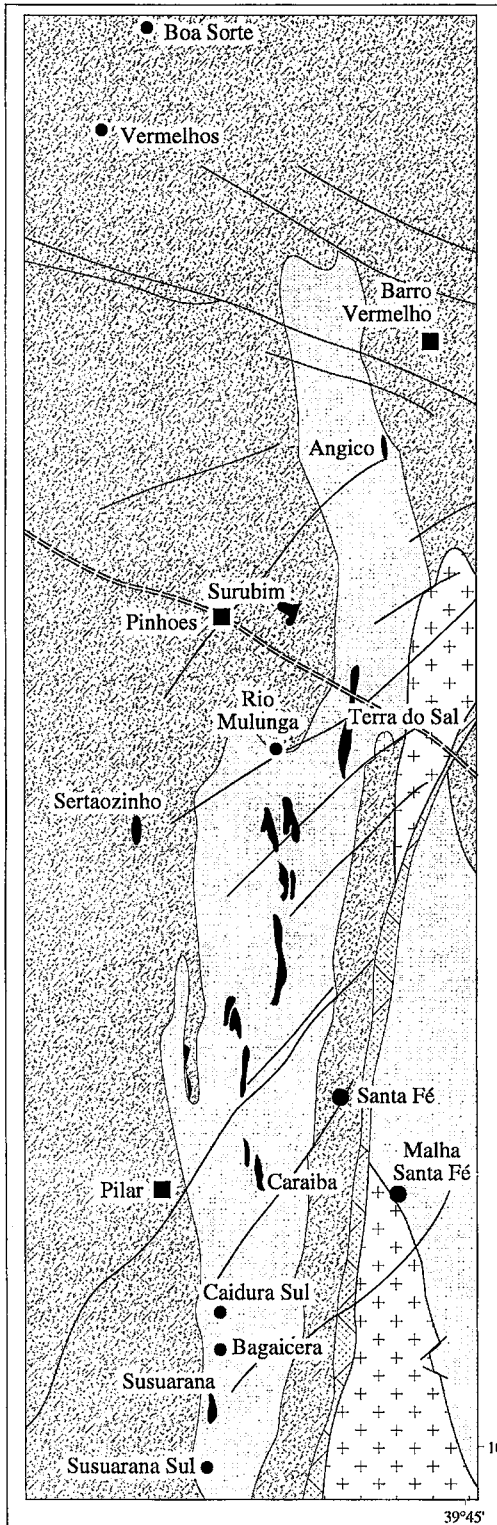 Boa Sorte
Vermelhos
Barro
Vermelho
Angico
Surubim
Pinhoes
Rio
Mulunga
Terra do Sal
Sertaozinho
Santa Fé
Malha
Santa Fé
Pilar
Caraiba
Caidura Sul
Bagaicera
Susuarana
Susuarana Sul
39°45'